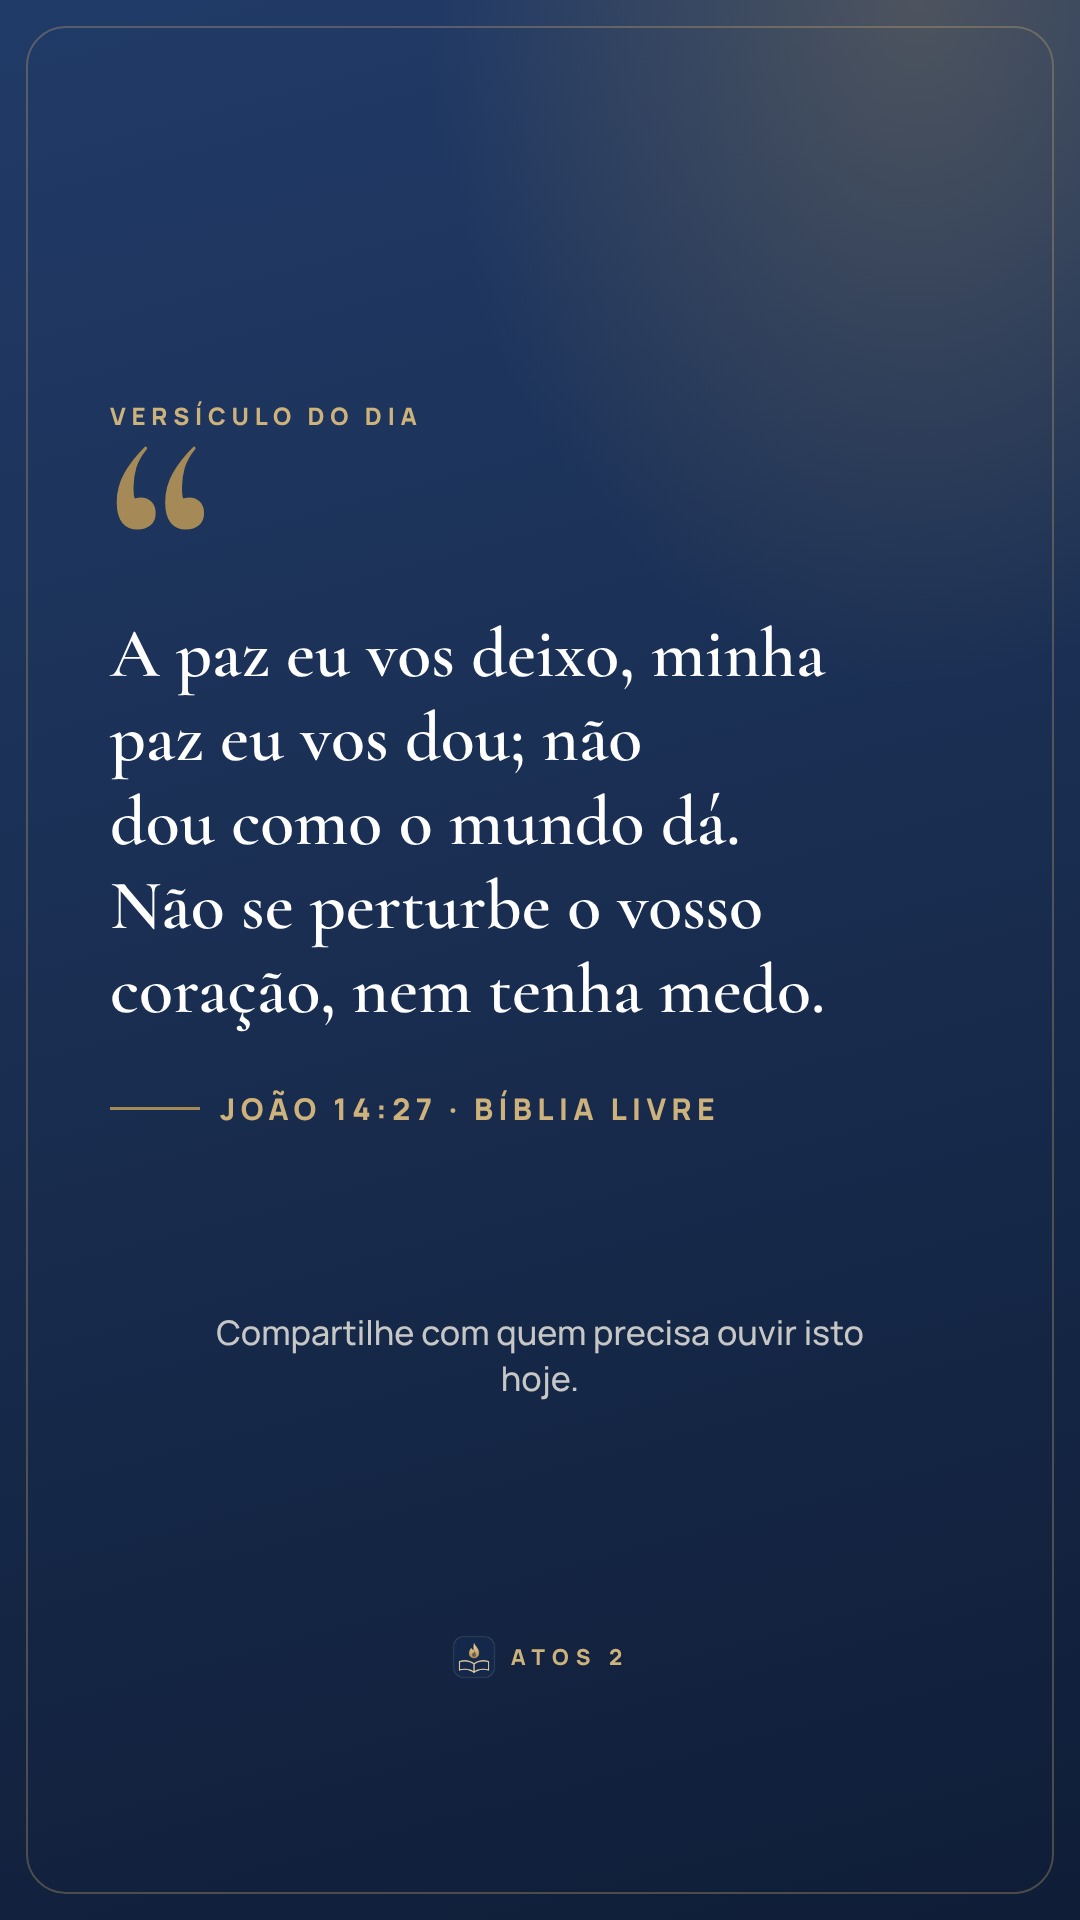 VERSÍCULO DO DIA
“
A paz eu vos deixo, minha
paz eu vos dou; não
dou como o mundo dá.
Não se perturbe o vosso
coração, nem tenha medo.
JOÃO 14:27 · BÍBLIA LIVRE
Compartilhe com quem precisa ouvir isto
hoje.
ATOS 2